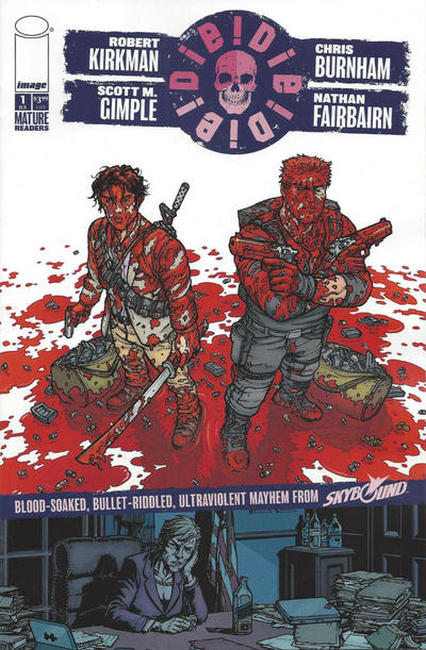 ROBERT
KIRKMAN
SCOTT M.
GIMPLE
Die!Die!Die!Die!
CHRIS
BURNHAM
NATHAN
FAIRBAIRN
image
1
$3.99
MATURE
READERS
BLOOD-SOAKED, BULLET-RIDDLED, ULTRAVIOLENT MAYHEM FROM SKYBOUND